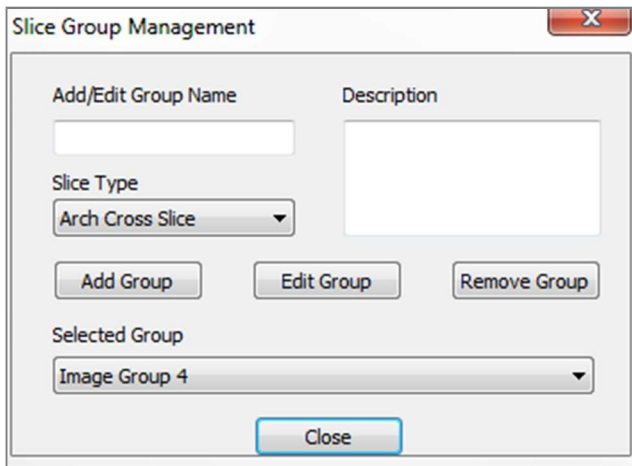 Slice Group Management
Add/Edit Group Name
Description
Slice Type
Arch Cross Slice
Add Group
Edit Group
Remove Group
Selected Group
Image Group 4
Close